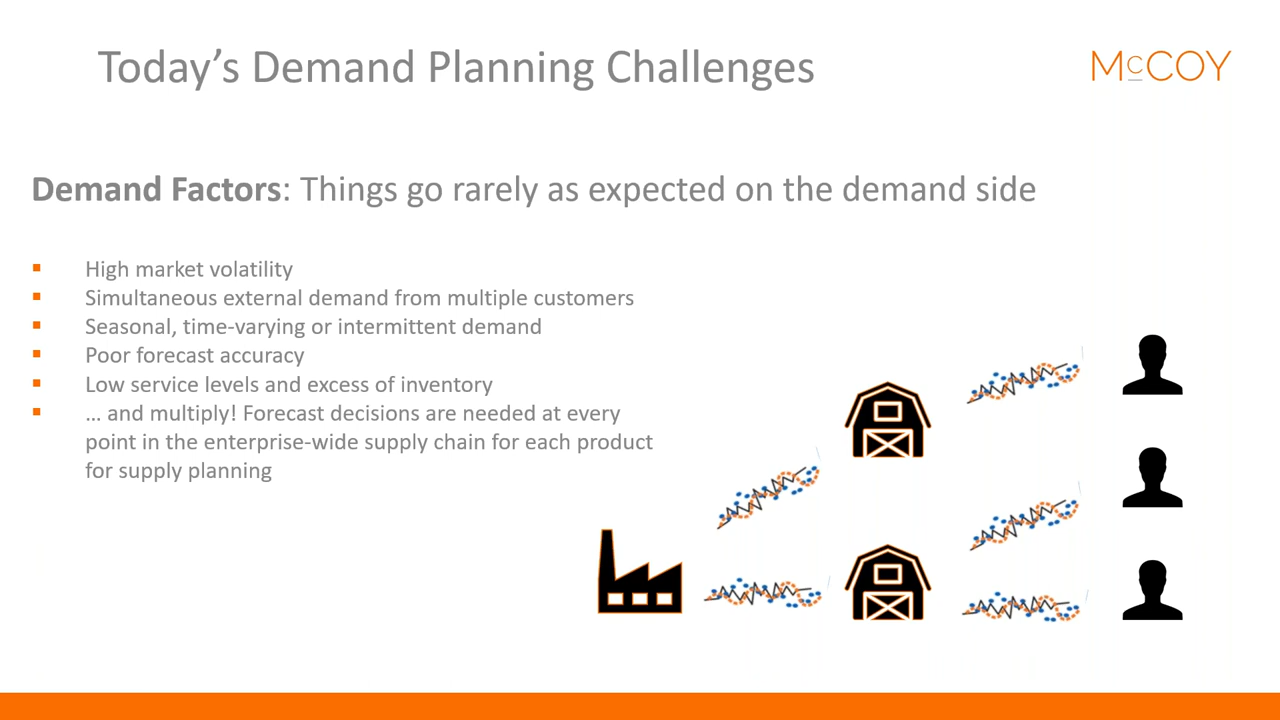 Today's Demand Planning Challenges
McCOY
Demand Factors: Things go rarely as expected on the demand side
▪ High market volatility
▪ Simultaneous external demand from multiple customers
▪ Seasonal, time-varying or intermittent demand
▪ Poor forecast accuracy
▪ Low service levels and excess of inventory
▪ … and multiply! Forecast decisions are needed at every
point in the enterprise-wide supply chain for each product
for supply planning